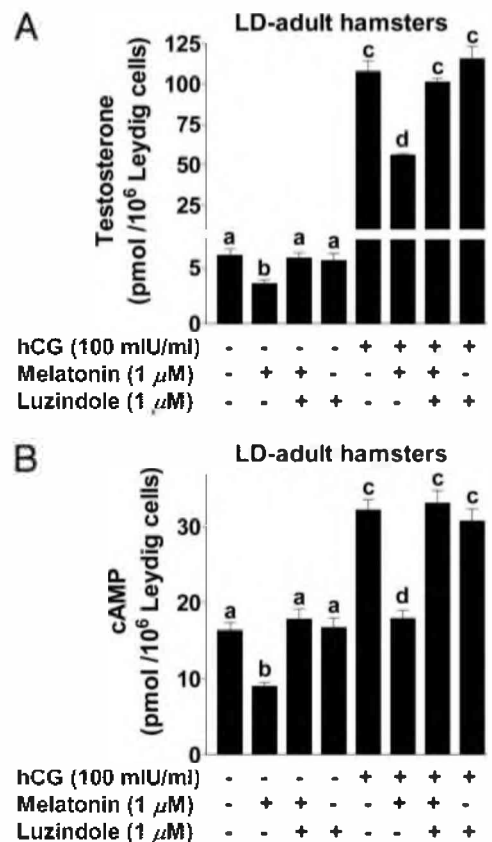 A
LD-adult hamsters
Testosterone
(pmol /10⁶ Leydig cells)
125
100
75
50
25
5
0
a
b
a
a
c
d
c
c
hCG (100 mIU/ml) - - - - + + + +
Melatonin (1 μM) - + + - - + + -
Luzindole (1 μM) - - + + - - + +
B
LD-adult hamsters
cAMP
(pmol /10⁶ Leydig cells)
30
20
10
0
a
b
a
a
c
d
c
c
hCG (100 mIU/ml) - - - - + + + +
Melatonin (1 μM) - + + - - + + -
Luzindole (1 μM) - - + + - - + +